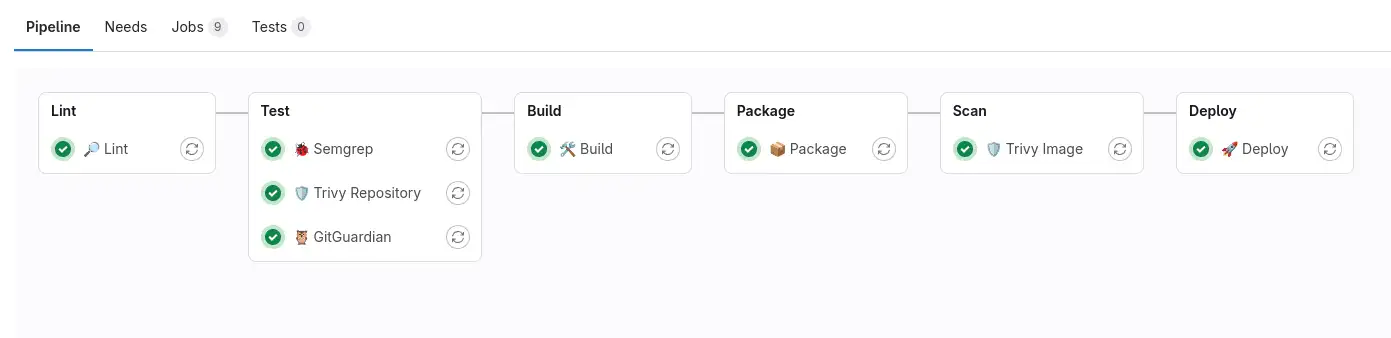 Pipeline Needs Jobs 9 Tests 0
Lint
🔎 Lint
Test
🐞 Semgrep
🛡️ Trivy Repository
🦉 GitGuardian
Build
🛠️ Build
Package
📦 Package
Scan
🛡️ Trivy Image
Deploy
🚀 Deploy